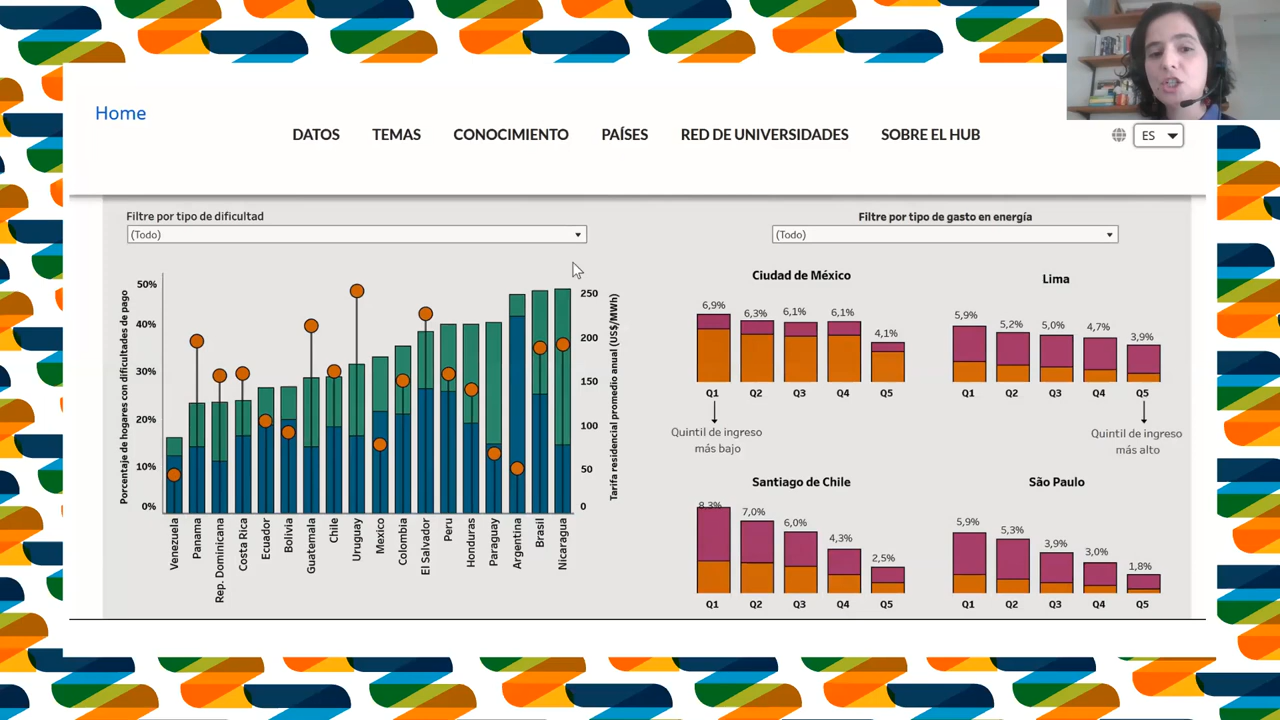 Home
DATOS TEMAS CONOCIMIENTO PAÍSES RED DE UNIVERSIDADES SOBRE EL HUB
ES
Filtre por tipo de dificultad
(Todo)
Filtre por tipo de gasto en energía
(Todo)
Porcentaje de hogares con dificultades de pago
50%
40%
30%
20%
10%
0%
250
200
150
100
50
0
Tarifa residencial promedio anual (US$/MWh)
Venezuela
Panama
Rep. Dominicana
Costa Rica
Ecuador
Bolivia
Guatemala
Chile
Uruguay
Mexico
Colombia
El Salvador
Peru
Honduras
Paraguay
Argentina
Brasil
Nicaragua
Ciudad de México
6,9% 6,3% 6,1% 6,1% 4,1%
Q1 Q2 Q3 Q4 Q5
Quintil de ingreso
más bajo
Lima
5,9% 5,2% 5,0% 4,7% 3,9%
Q1 Q2 Q3 Q4 Q5
Quintil de ingreso
más alto
Santiago de Chile
8,3% 7,0% 6,0% 4,3% 2,5%
Q1 Q2 Q3 Q4 Q5
São Paulo
5,9% 5,3% 3,9% 3,0% 1,8%
Q1 Q2 Q3 Q4 Q5